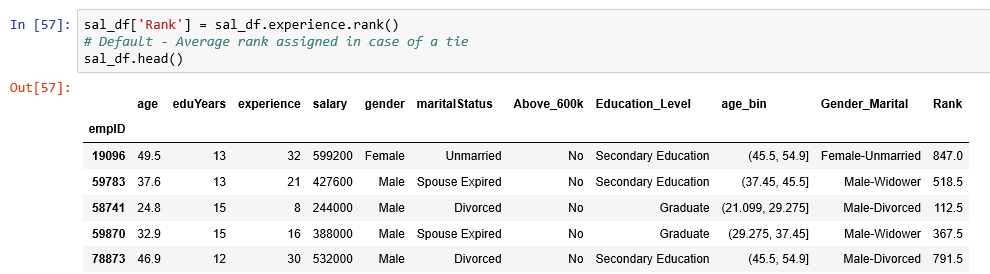 In [57]: sal_df['Rank'] = sal_df.experience.rank()
# Default - Average rank assigned in case of a tie
sal_df.head()
Out[57]:
age eduYears experience salary gender maritalStatus Above_600k Education_Level age_bin Gender_Marital Rank
empID
19096 49.5 13 32 599200 Female Unmarried No Secondary Education (45.5, 54.9] Female-Unmarried 847.0
59783 37.6 13 21 427600 Male Spouse Expired No Secondary Education (37.45, 45.5] Male-Widower 518.5
58741 24.8 15 8 244000 Male Divorced No Graduate (21.099, 29.275] Male-Divorced 112.5
59870 32.9 15 16 388000 Male Spouse Expired No Graduate (29.275, 37.45] Male-Widower 367.5
78873 46.9 12 30 532000 Male Divorced No Secondary Education (45.5, 54.9] Male-Divorced 791.5